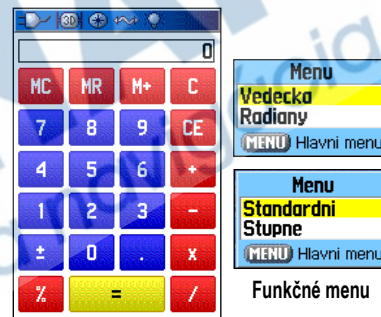 3D
0
MC MR M+ C
7 8 9 CE
4 5 6 +
1 2 3 -
± 0 . x
% = /
Menu
Vedecka
Radiany
MENU Hlavni menu
Menu
Standardni
Stupne
MENU Hlavni menu
Funkčné menu